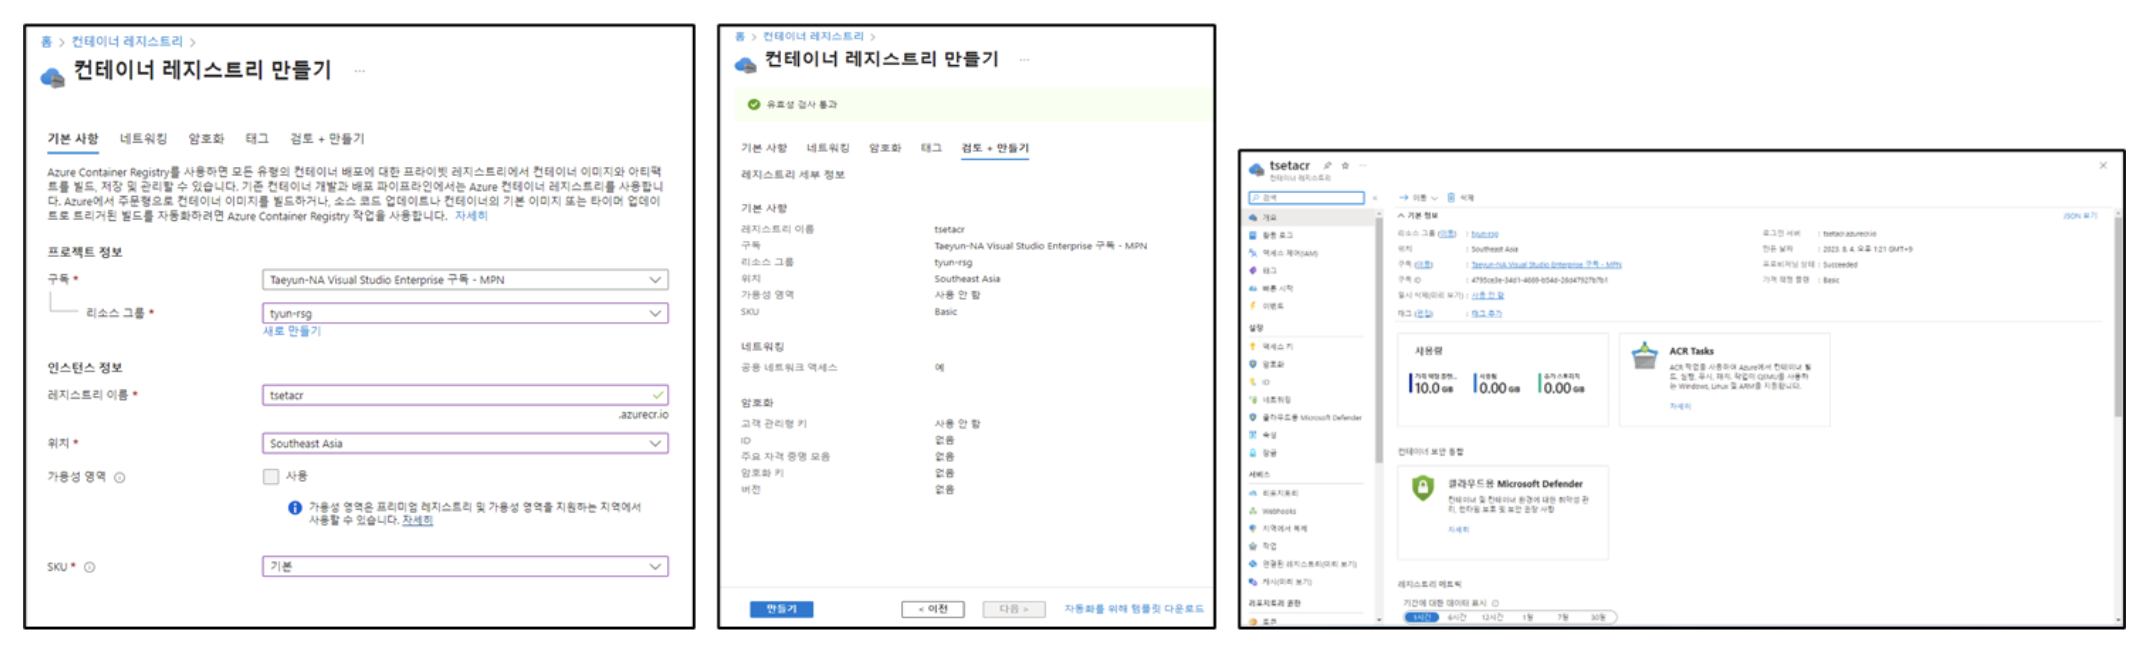 홈 > 컨테이너 레지스트리 >
컨테이너 레지스트리 만들기 ...
기본 사항 네트워킹 암호화 태그 검토 + 만들기
Azure Container Registry를 사용하면 모든 유형의 컨테이너 배포에 대한 프라이빗 레지스트리에서 컨테이너 이미지와 아티팩
트를 빌드, 저장 및 관리할 수 있습니다. 기존 컨테이너 개발과 배포 파이프라인에서는 Azure 컨테이너 레지스트리를 사용합니
다. Azure에서 주문형으로 컨테이너 이미지를 빌드하거나, 소스 코드 업데이트나 컨테이너의 기본 이미지 또는 타이머 업데이
트로 트리거된 빌드를 자동화하려면 Azure Container Registry 작업을 사용합니다. 자세히
프로젝트 정보
구독 * Taeyun-NA Visual Studio Enterprise 구독 - MPN
리소스 그룹 * tyun-rsg
새로 만들기
인스턴스 정보
레지스트리 이름 * tsetacr
.azurecr.io
위치 * Southeast Asia
가용성 영역 사용
가용성 영역은 프리미엄 레지스트리 및 가용성 영역을 지원하는 지역에서
사용할 수 있습니다. 자세히
SKU * 기본
홈 > 컨테이너 레지스트리 >
컨테이너 레지스트리 만들기 ...
유효성 검사 통과
기본 사항 네트워킹 암호화 태그 검토 + 만들기
레지스트리 세부 정보
기본 사항
레지스트리 이름 tsetacr
구독 Taeyun-NA Visual Studio Enterprise 구독 - MPN
리소스 그룹 tyun-rsg
위치 Southeast Asia
가용성 영역 사용 안 함
SKU Basic
네트워킹
공용 네트워크 액세스 예
암호화
고객 관리형 키 사용 안 함
ID 없음
주요 자격 증명 모음 없음
암호화 키 없음
버전 없음
만들기 < 이전 다음 > 자동화를 위해 템플릿 다운로드
tsetacr ...
컨테이너 레지스트리
검색
개요
활동 로그
액세스 제어(IAM)
태그
빠른 시작
이벤트
설정
액세스 키
암호화
ID
네트워킹
클라우드용 Microsoft Defender
속성
잠금
서비스
리포지토리
Webhooks
지역에서 복제
작업
연결된 레지스트리(미리 보기)
캐시(미리 보기)
리포지토리 권한
토큰
이동 삭제
기본 정보 JSON 보기
리소스 그룹 (이동) : tyun-rsg
위치 : Southeast Asia
구독 (이동) : Taeyun-NA Visual Studio Enterprise 구독 - MPN
구독 ID
일시 삭제(미리 보기) : 사용 안 함
태그 (편집) : 태그 추가
로그인 서버 : tsetacr.azurecr.io
만든 날짜 : 2023. 8. 4. 오후 1:21 GMT+9
프로비저닝 상태 : Succeeded
가격 책정 플랜 : Basic
사용량
가격 책정 플랜... 10.0 GiB
사용됨 0.00 GiB
추가 스토리지 0.00 GiB
ACR Tasks
ACR 작업을 사용하여 Azure에서 컨테이너 빌
드, 실행, 푸시, 패치. 작업이 QEMU를 사용하
는 Windows, Linux 및 ARM을 지원합니다.
자세히
컨테이너 보안 통합
클라우드용 Microsoft Defender
컨테이너 및 컨테이너 환경에 대한 취약성 관
리, 런타임 보호 및 보안 권장 사항
자세히
레지스트리 메트릭
기간에 대한 데이터 표시
1시간 6시간 12시간 1일 7일 30일